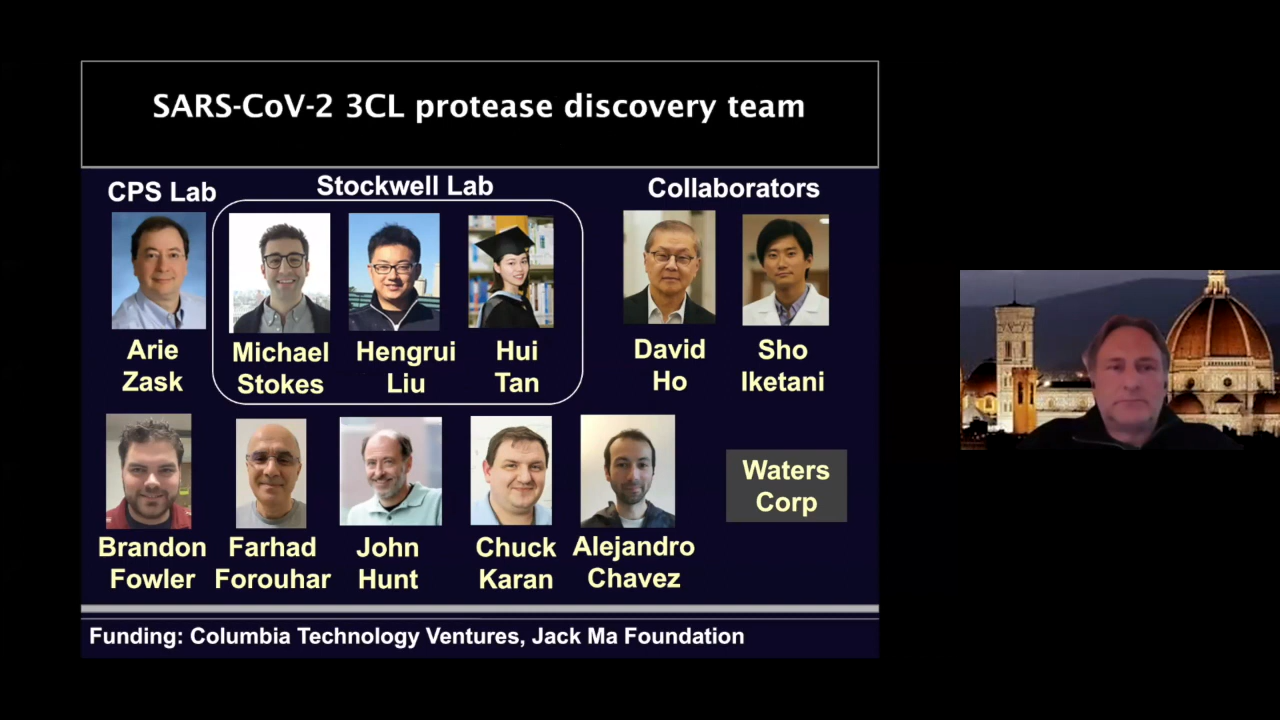 SARS-CoV-2 3CL protease discovery team
CPS Lab
Stockwell Lab
Collaborators
Arie
Zask
Michael
Stokes
Hengrui
Liu
Hui
Tan
David
Ho
Sho
Iketani
Brandon
Fowler
Farhad
Forouhar
John
Hunt
Chuck
Karan
Alejandro
Chavez
Waters
Corp
Funding: Columbia Technology Ventures, Jack Ma Foundation